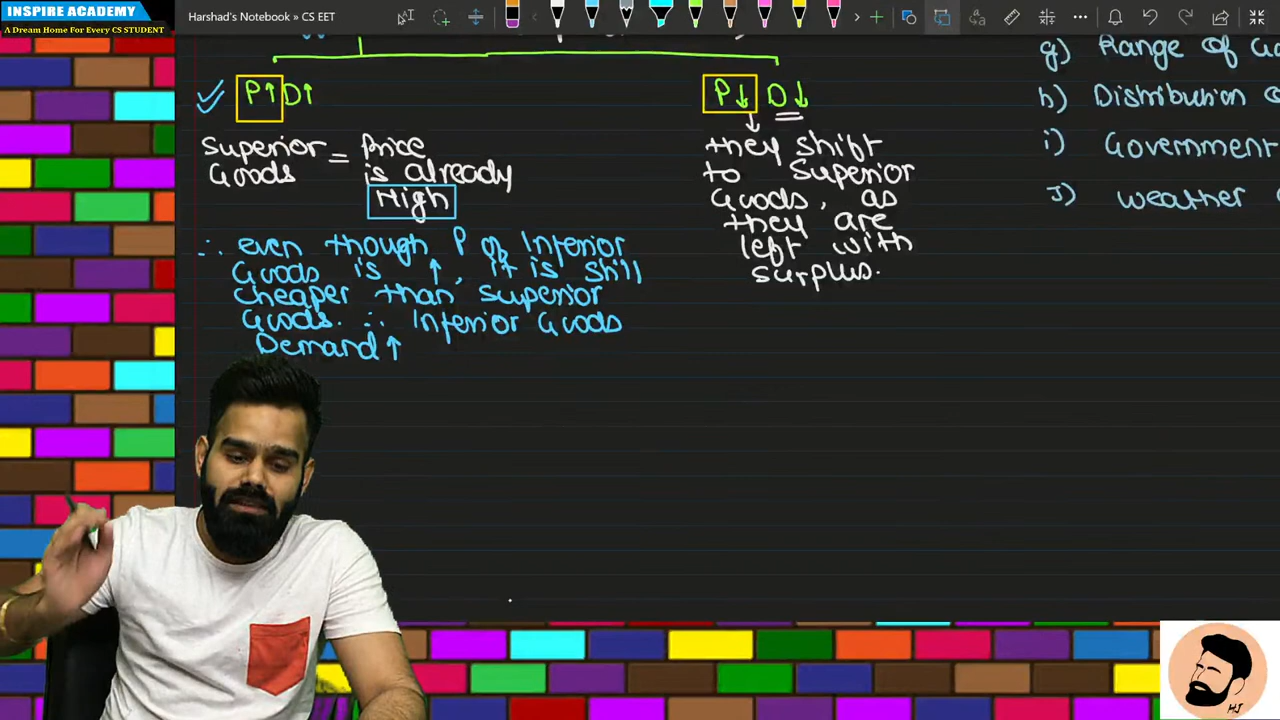 INSPIRE ACADEMY
A Dream Home For Every CS STUDENT
Harshad's Notebook » CS EET
P↑ D↑
Superior Goods = Price is already High
∴ even though P of Inferior
Goods is ↑, it is still
cheaper than superior
Goods. ∴ Inferior Goods
Demand ↑
P↓ D↓
they shift
to Superior
Goods, as
they are
left with
surplus.
g) Range of
h) Distribution
i) Government
J) weather
HJ